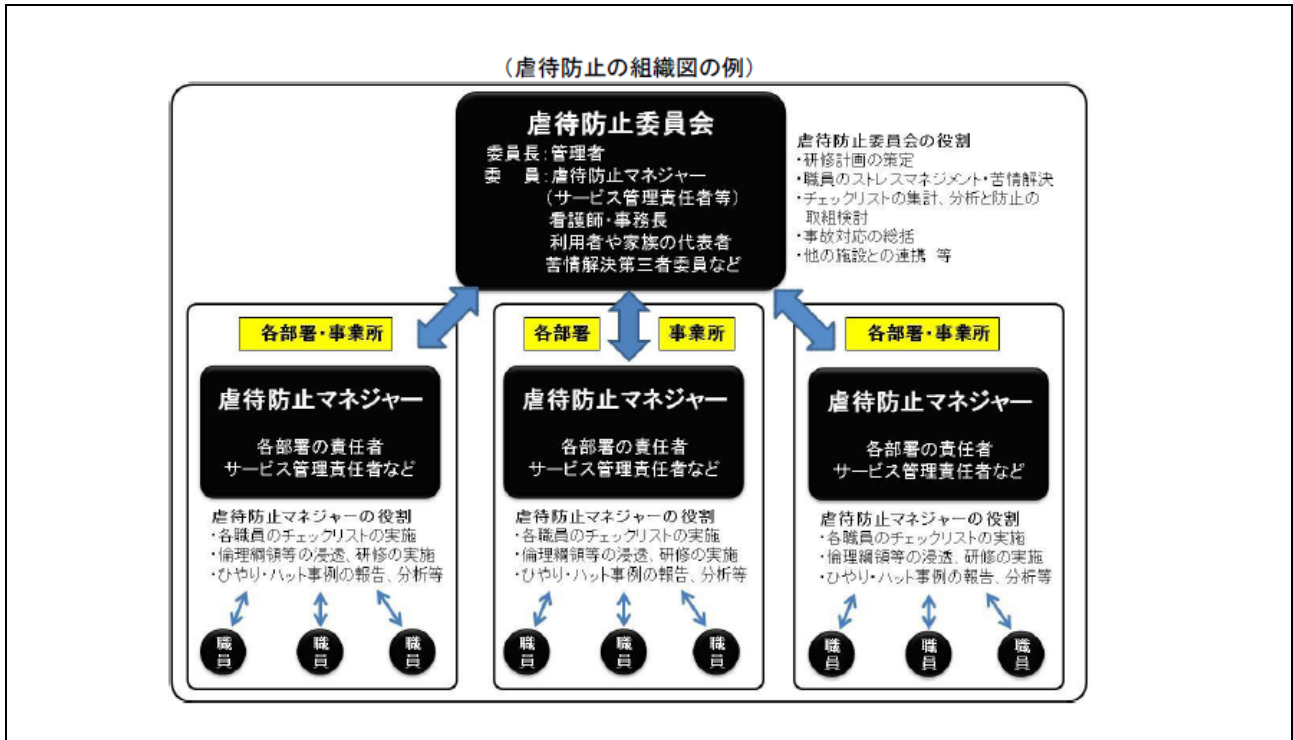 （虐待防止の組織図の例）
虐待防止委員会
委員長：管理者
委　員：虐待防止マネジャー
（サービス管理責任者等）
看護師・事務長
利用者や家族の代表者
苦情解決第三者委員など
虐待防止委員会の役割
・研修計画の策定
・職員のストレスマネジメント・苦情解決
・チェックリストの集計、分析と防止の
取組検討
・事故対応の総括
・他の施設との連携 等
各部署・事業所
虐待防止マネジャー
各部署の責任者
サービス管理責任者など
虐待防止マネジャーの役割
・各職員のチェックリストの実施
・倫理綱領等の浸透、研修の実施
・ひやり・ハット事例の報告、分析等
職員
職員
職員
各部署
事業所
虐待防止マネジャー
各部署の責任者
サービス管理責任者など
虐待防止マネジャーの役割
・各職員のチェックリストの実施
・倫理綱領等の浸透、研修の実施
・ひやり・ハット事例の報告、分析等
職員
職員
職員
各部署・事業所
虐待防止マネジャー
各部署の責任者
サービス管理責任者など
虐待防止マネジャーの役割
・各職員のチェックリストの実施
・倫理綱領等の浸透、研修の実施
・ひやり・ハット事例の報告、分析等
職員
職員
職員